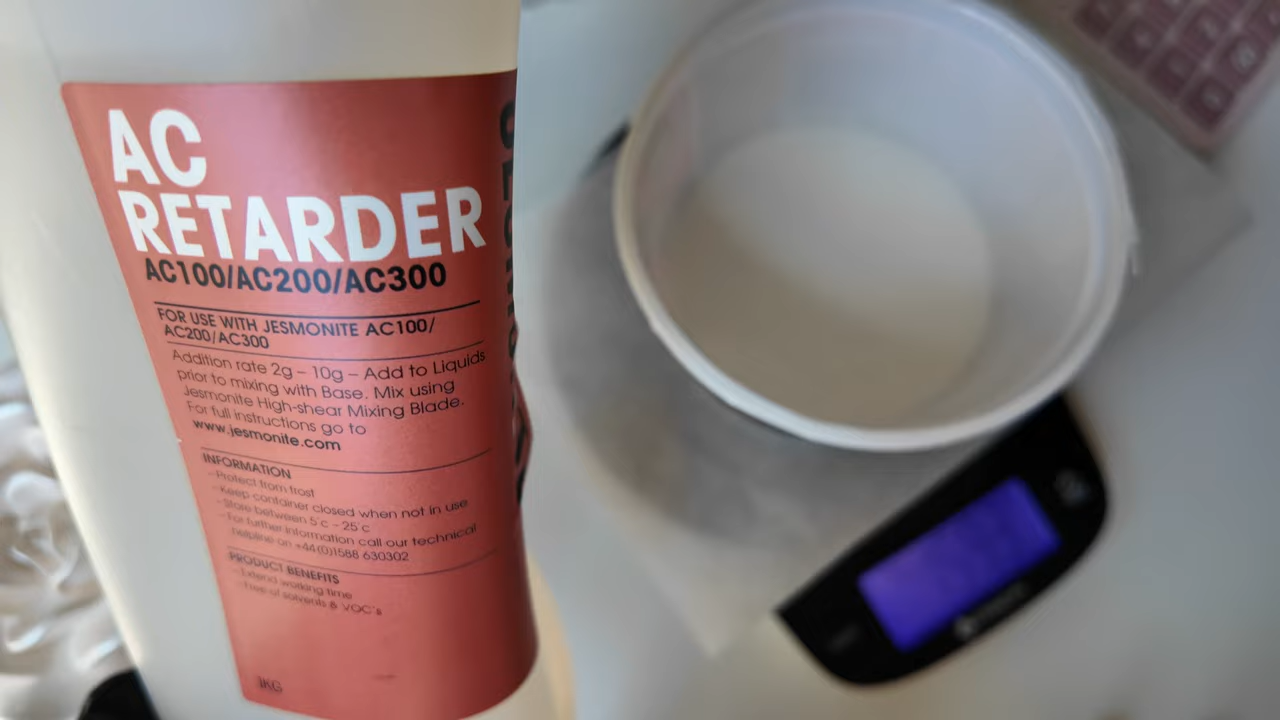 AC
RETARDER
AC100/AC200/AC300
FOR USE WITH JESMONITE AC100/
AC200/AC300
Addition rate 2g – 10g – Add to Liquids
prior to mixing with Base. Mix using
Jesmonite High-shear Mixing Blade.
For full instructions go to
www.jesmonite.com
INFORMATION
- Protect from frost
- Keep container closed when not in use
- Store between 5°c - 25°c
- For further information call our technical
helpline on +44(0)1588 630302
PRODUCT BENEFITS
- Extend working time
- Free of solvents & VOC's
1KG